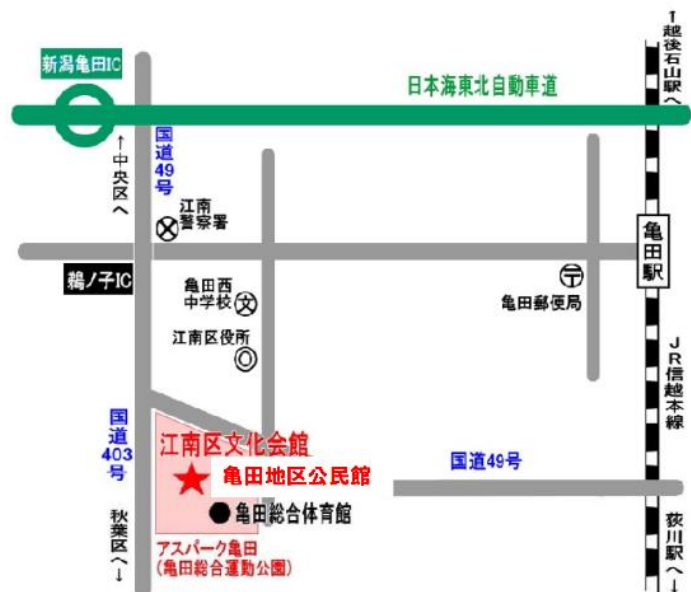 新潟亀田IC
日本海東北自動車道
↑越後石山駅へ
↑中央区へ
国道49号
江南
警察署
亀田駅
鵜ノ子IC
亀田西
中学校
文
江南区役所
〒
亀田郵便局
JR信越本線
国道403号
江南区文化会館
亀田地区公民館
国道49号
亀田総合体育館
秋葉区へ↓
アスパーク亀田
(亀田総合運動公園)
荻川駅へ↓